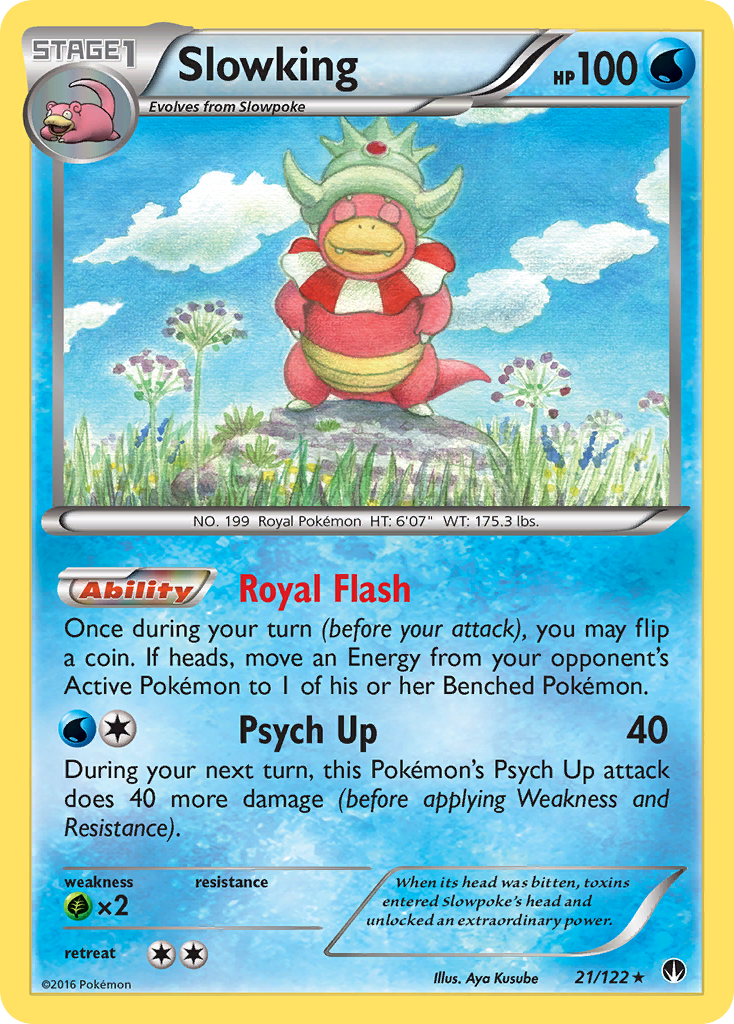 STAGE1
Slowking
HP100
Evolves from Slowpoke
NO. 199 Royal Pokémon HT: 6'07" WT: 175.3 lbs.
Ability Royal Flash
Once during your turn (before your attack), you may flip
a coin. If heads, move an Energy from your opponent's
Active Pokémon to 1 of his or her Benched Pokémon.
Psych Up 40
During your next turn, this Pokémon's Psych Up attack
does 40 more damage (before applying Weakness and
Resistance).
weakness resistance
×2
retreat
When its head was bitten, toxins
entered Slowpoke's head and
unlocked an extraordinary power.
©2016 Pokémon
Illus. Aya Kusube
21/122 ★